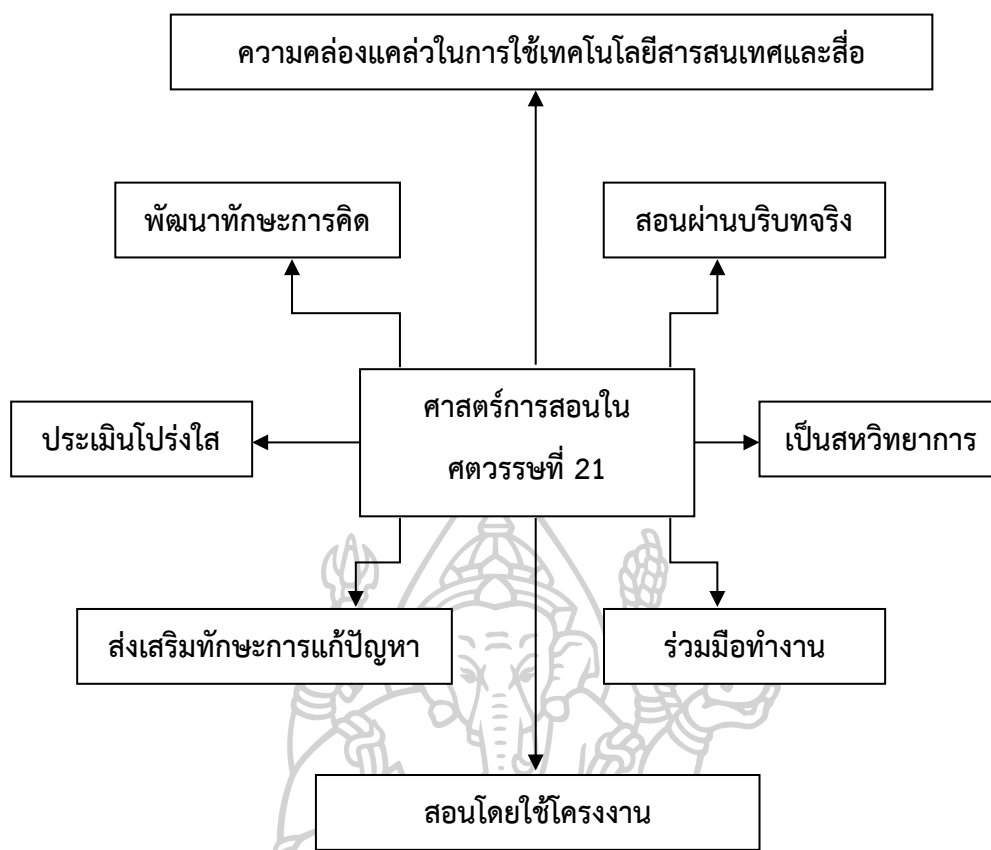 ความคล่องแคล่วในการใช้เทคโนโลยีสารสนเทศและสื่อ
พัฒนาทักษะการคิด
สอนผ่านบริบทจริง
ศาสตร์การสอนใน
ศตวรรษที่ 21
ประเมินโปร่งใส
เป็นสหวิทยาการ
ส่งเสริมทักษะการแก้ปัญหา
ร่วมมือทำงาน
สอนโดยใช้โครงงาน